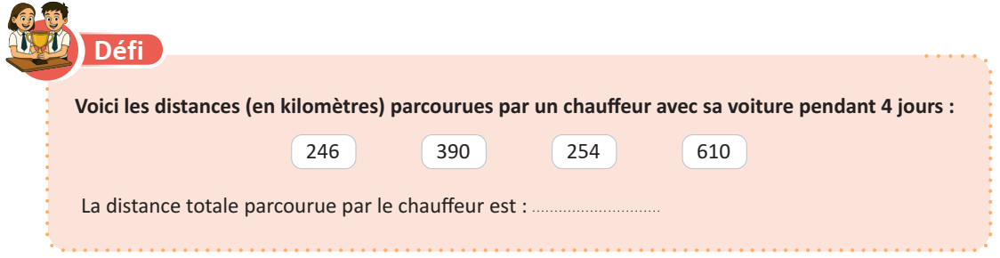 Défi
Voici les distances (en kilomètres) parcourues par un chauffeur avec sa voiture pendant 4 jours :
246 390 254 610
La distance totale parcourue par le chauffeur est : .............................